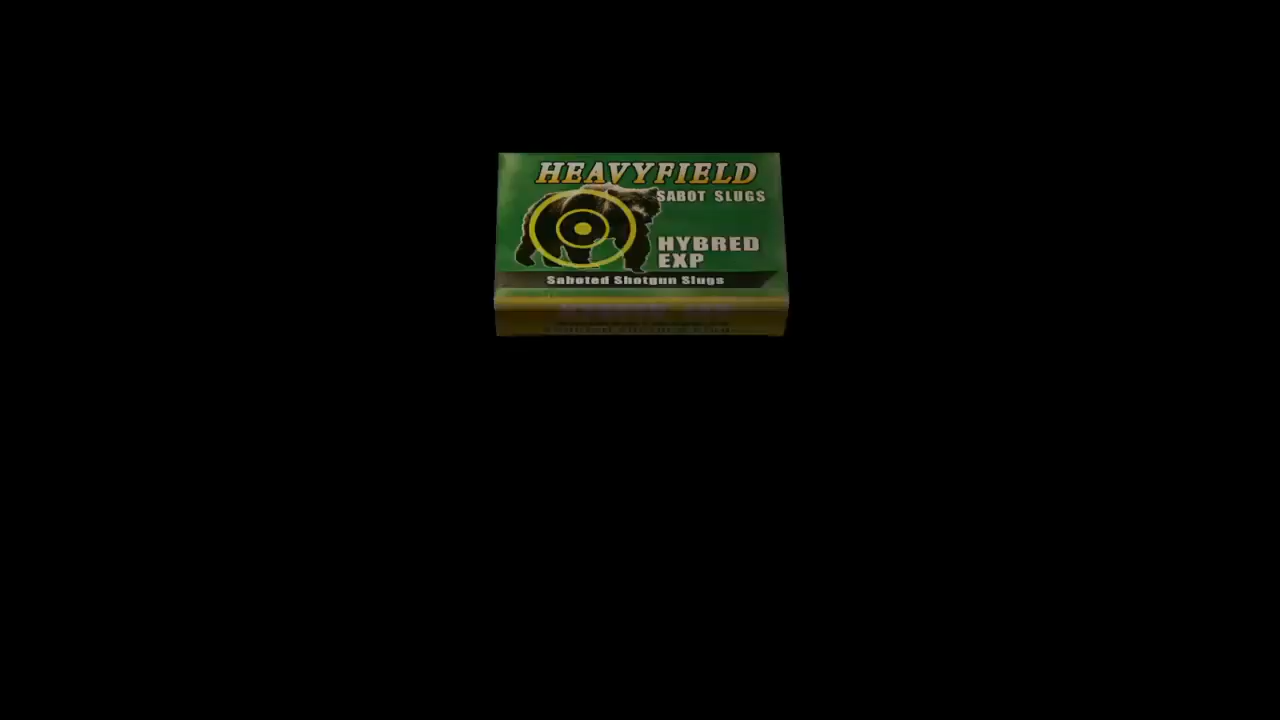 HEAVYFIELD
SABOT SLUGS
HYBRED
EXP
Saboted Shotgun Slugs